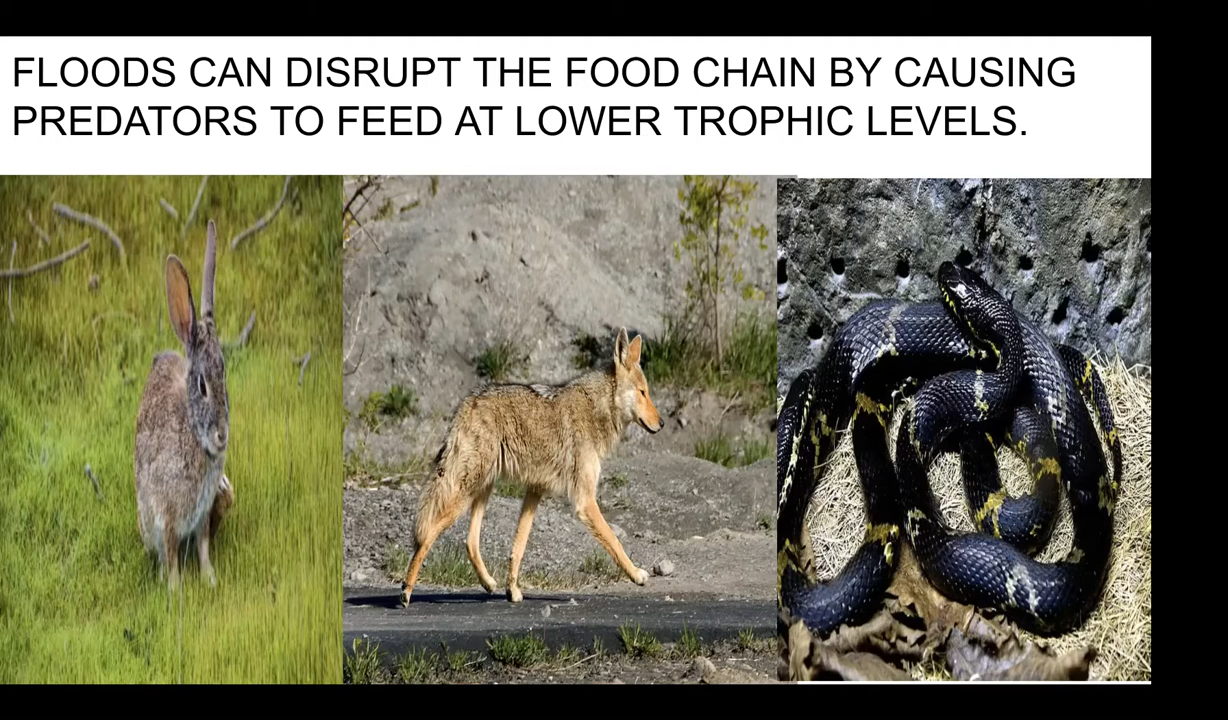 FLOODS CAN DISRUPT THE FOOD CHAIN BY CAUSING
PREDATORS TO FEED AT LOWER TROPHIC LEVELS.